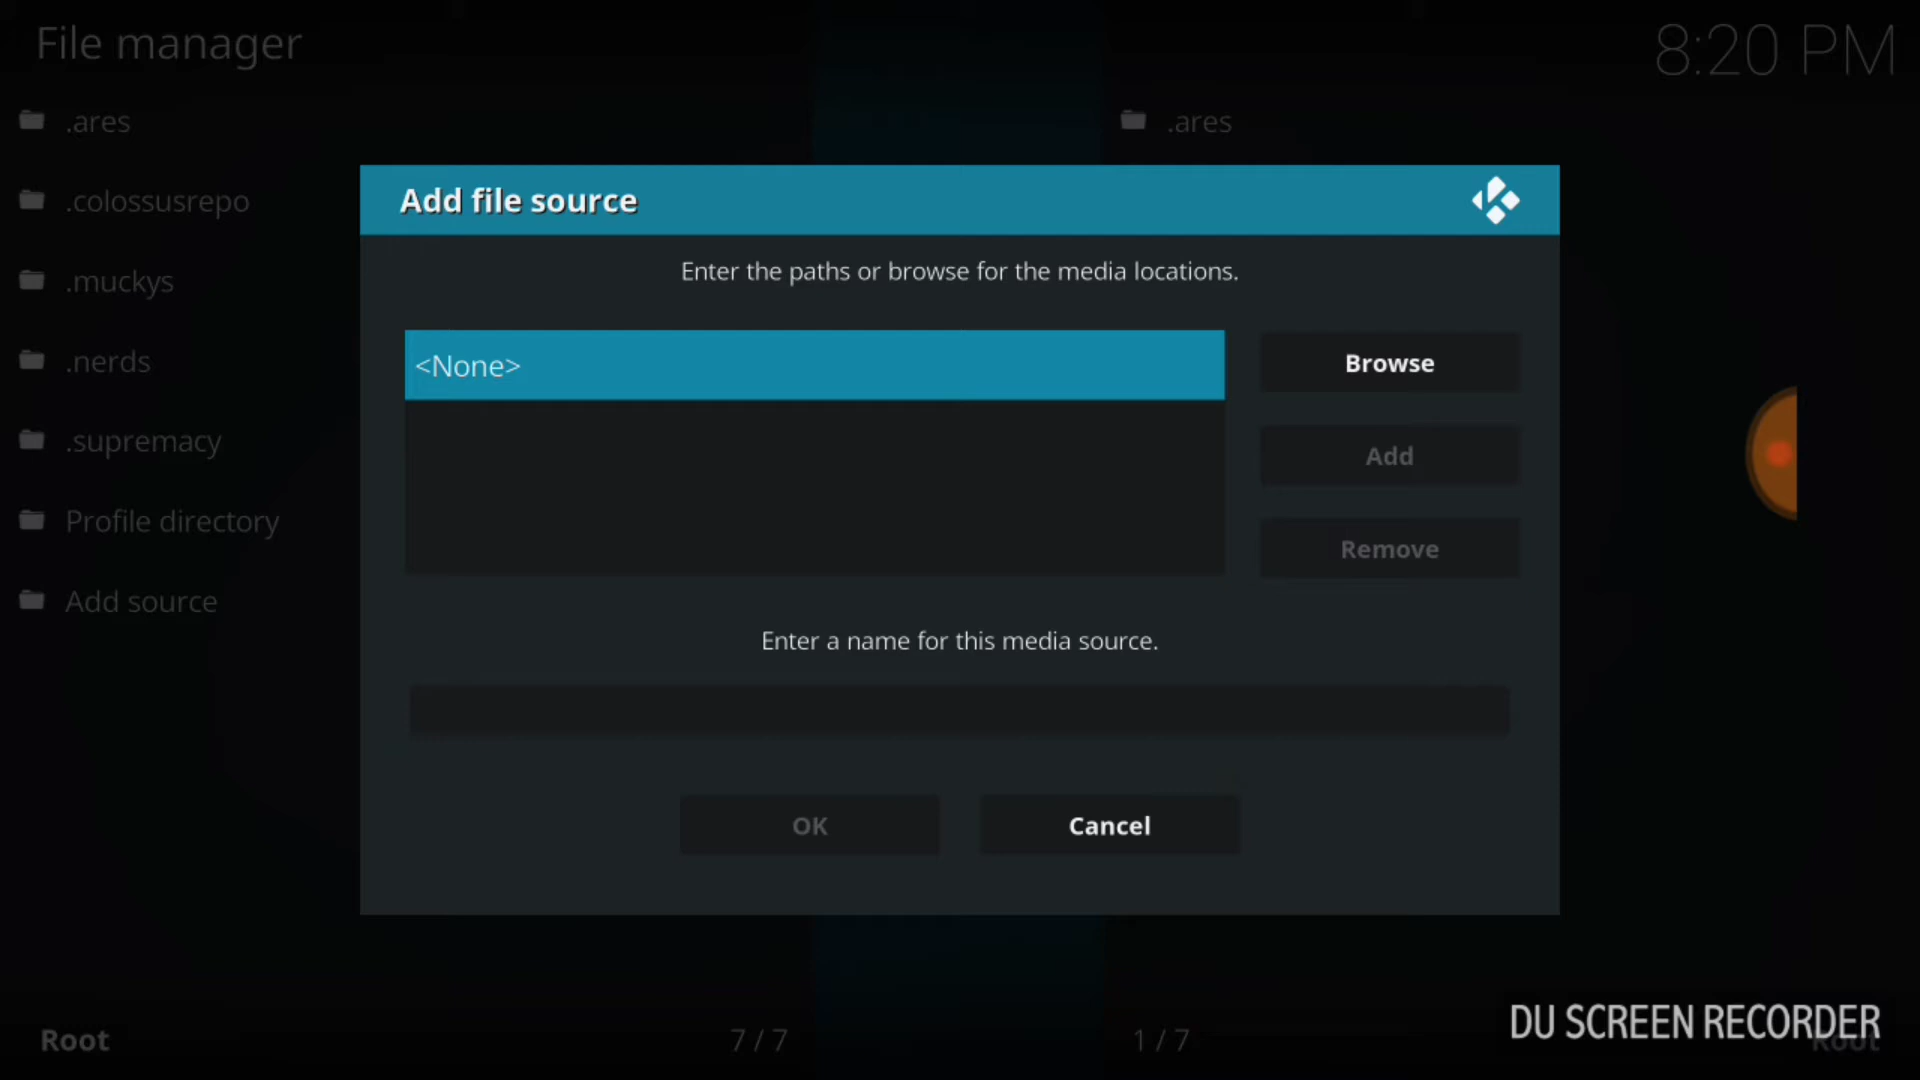 File manager
8:20 PM
.ares
.ares
.colossusrepo
.muckys
.nerds
.supremacy
Profile directory
Add source
Add file source
Enter the paths or browse for the media locations.
<None>
Browse
Add
Remove
Enter a name for this media source.
OK
Cancel
Root
7 / 7
1 / 7
DU SCREEN RECORDER
Root